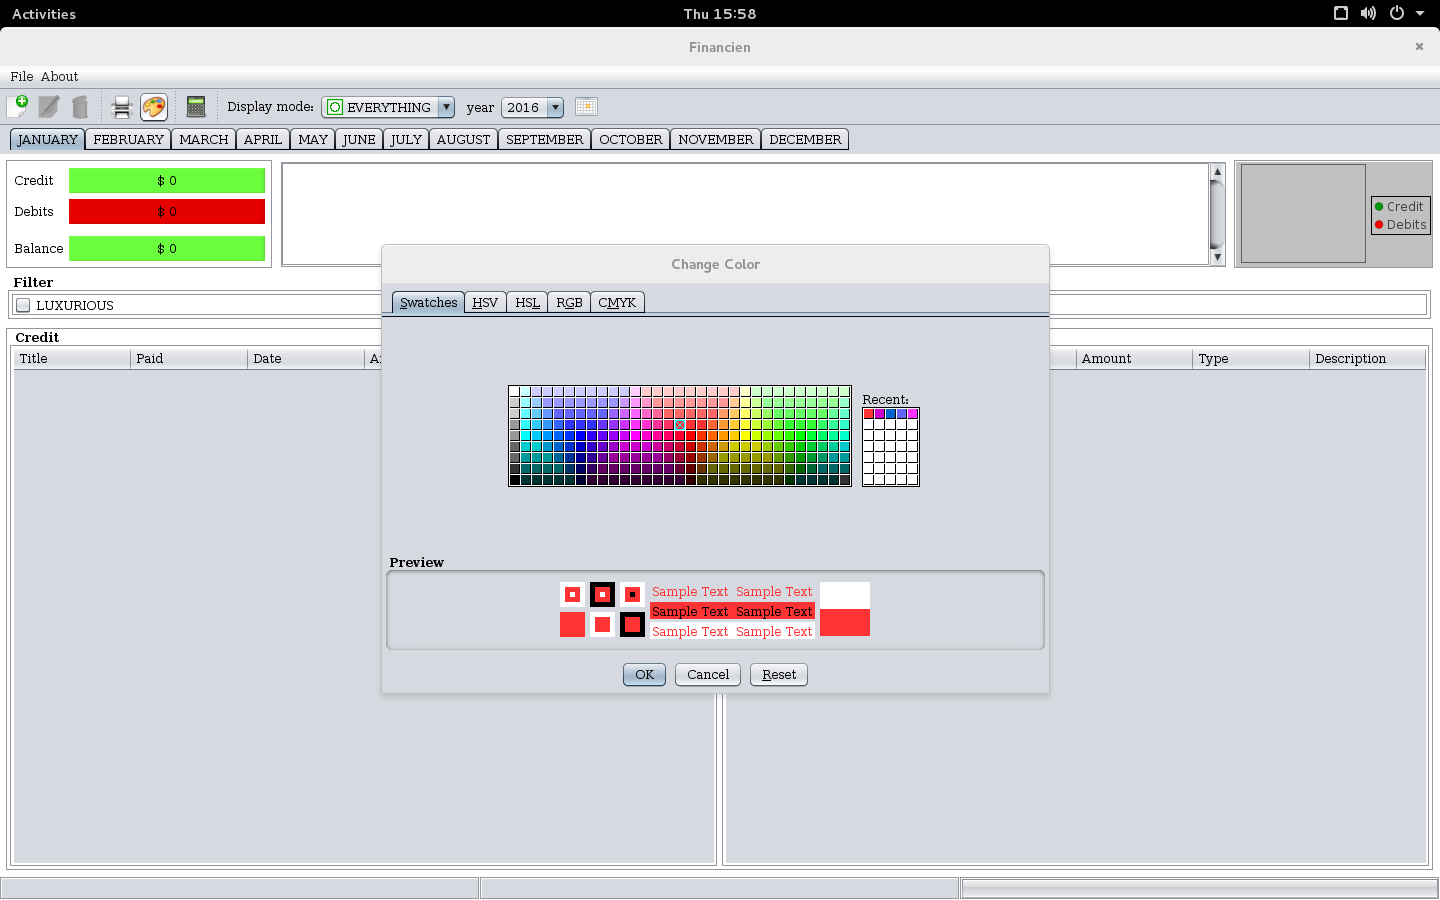 Activities
Thu 15:58
Financien
File About
Display mode: EVERYTHING year 2016
JANUARY FEBRUARY MARCH APRIL MAY JUNE JULY AUGUST SEPTEMBER OCTOBER NOVEMBER DECEMBER
Credit $ 0
Debits $ 0
Balance $ 0
Credit
Debits
Filter
LUXURIOUS
Credit
Title Paid Date
Amount Type Description
Change Color
Swatches HSV HSL RGB CMYK
Recent:
Preview
Sample Text Sample Text
Sample Text Sample Text
Sample Text Sample Text
OK Cancel Reset